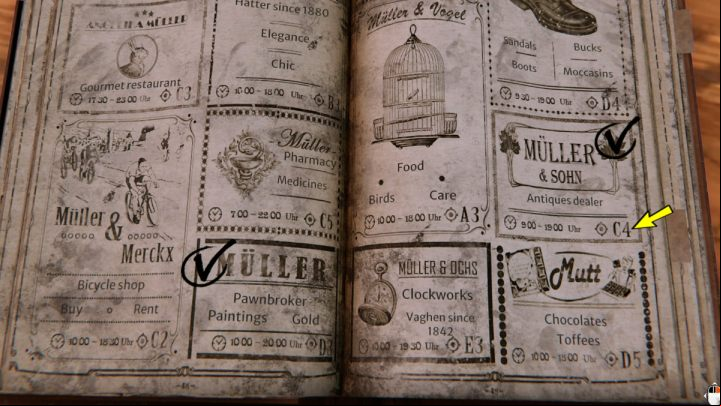 ANGELA MÜLLER
Gourmet restaurant
17 30 - 23 00 Uhr C3
Hatter since 1880
Elegance
Chic
10 00 - 18 00 Uhr
Müller & Merckx
Bicycle shop
Buy Rent
10 00 - 18 30 Uhr C2
Müller
Pharmacy
Medicines
7 00 - 22 00 Uhr C5
MÜLLER
Pawnbroker
Paintings Gold
10 00 - 20 00 Uhr
Müller & Vogel
Food
Birds Care
10 00 - 18 00 Uhr A3
Sandals Bucks
Boots Moccasins
9 30 - 19 00 Uhr D4
MÜLLER
& SOHN
Antiques dealer
9 00 - 19 00 Uhr C4
MÜLLER & OCHS
Clockworks
Vaghen since
1842
10 00 - 19 30 Uhr E3
Mutt
Chocolates
Toffees
10 00 - 18 00 Uhr D5